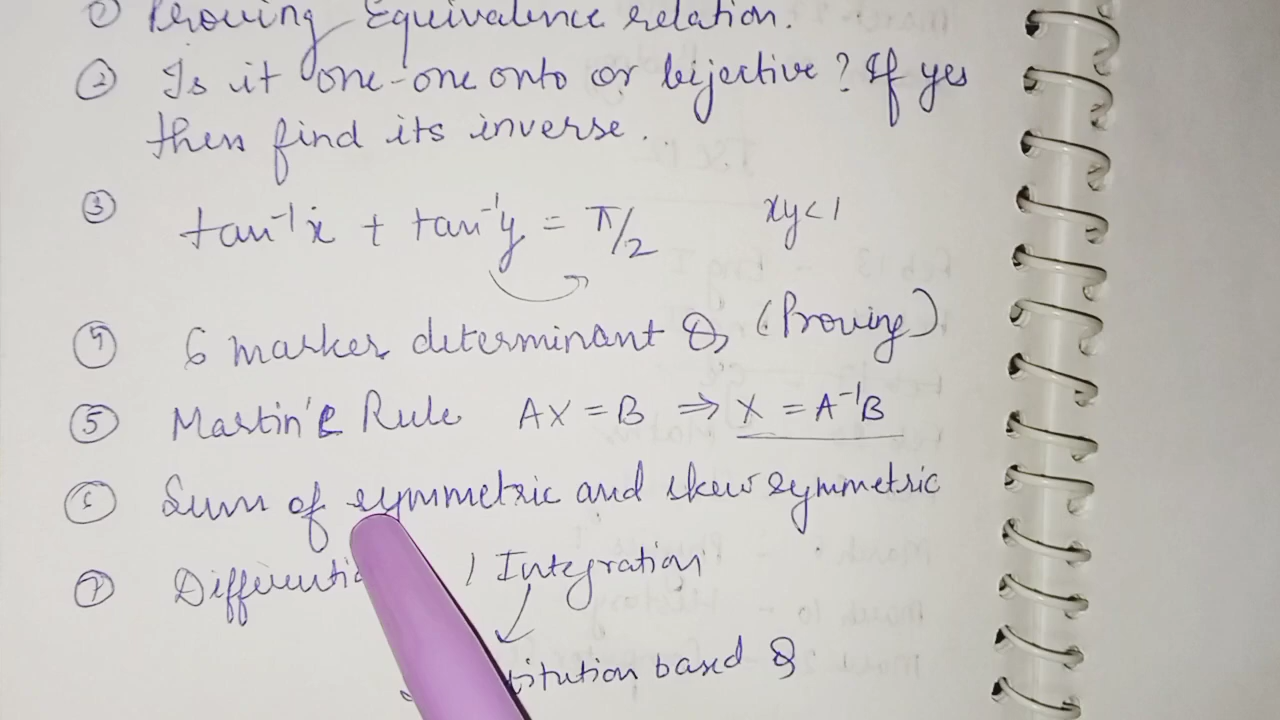 ① Proving Equivalence relation.
② Is it one-one onto or bijective? If yes
then find its inverse.
③ tan⁻¹x + tan⁻¹y = π/2 xy<1
④ 6 marker determinant Q, (Proving)
⑤ Martin's Rule AX = B ⇒ X = A⁻¹B
⑥ Sum of symmetric and skew symmetric
⑦ / Integration
based Q